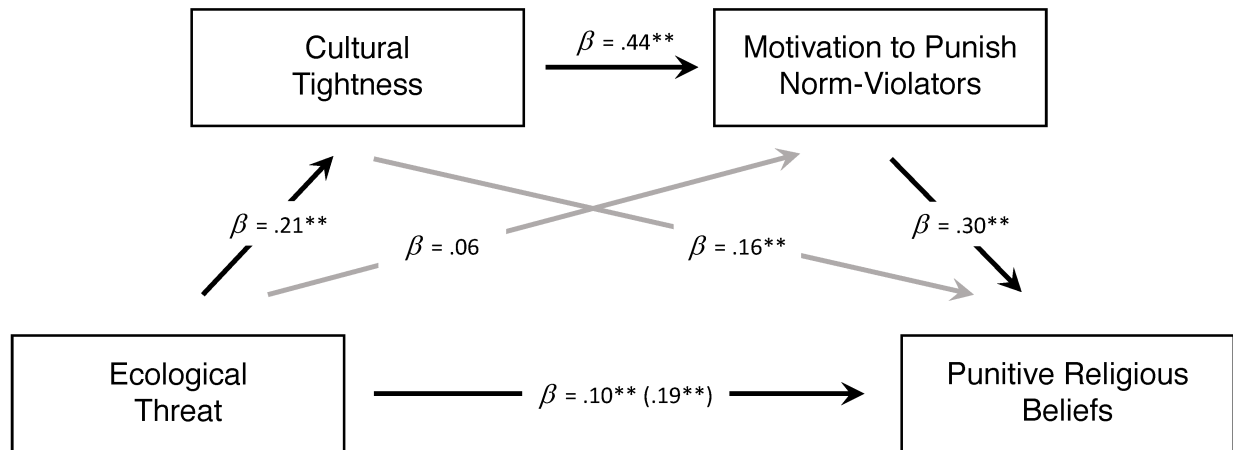 Cultural
Tightness
β = .44**
Motivation to Punish
Norm-Violators
β = .21**
β = .06
β = .16**
β = .30**
Ecological
Threat
β = .10** (.19**)
Punitive Religious
Beliefs